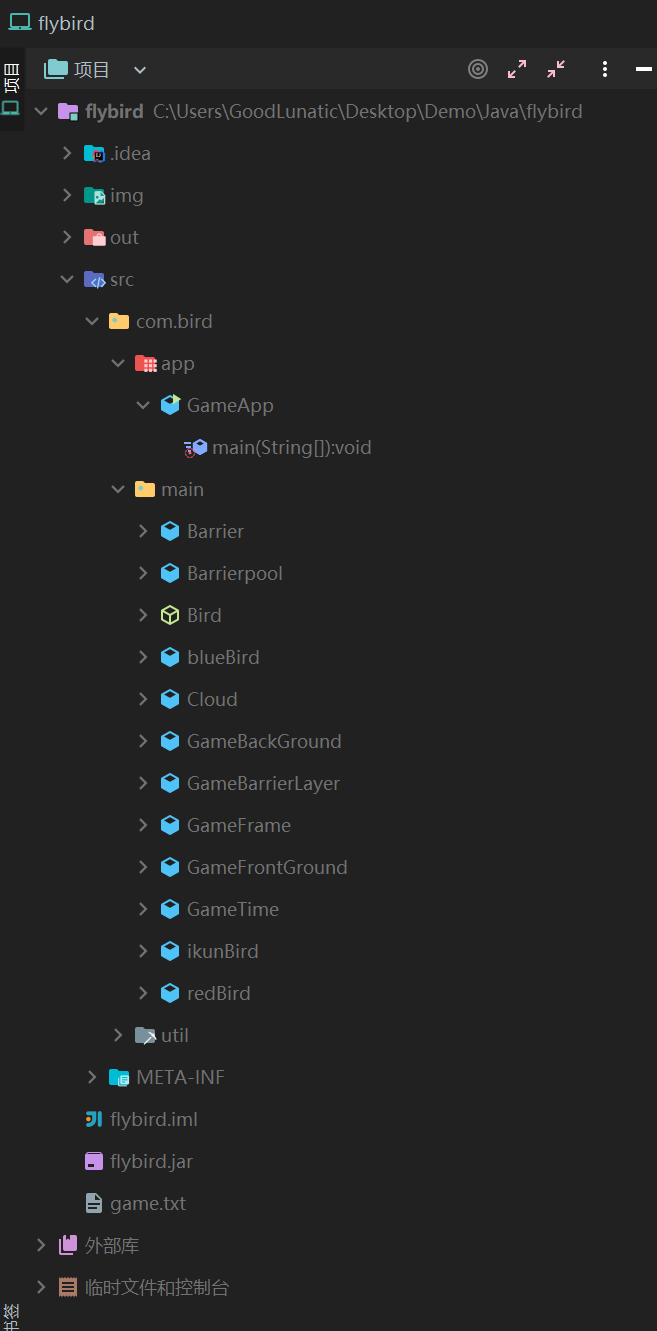 flybird
项目
项目
flybird C:\Users\GoodLunatic\Desktop\Demo\Java\flybird
.idea
img
out
src
com.bird
app
GameApp
main(String[]):void
main
Barrier
Barrierpool
Bird
blueBird
Cloud
GameBackGround
GameBarrierLayer
GameFrame
GameFrontGround
GameTime
ikunBird
redBird
util
META-INF
flybird.iml
flybird.jar
game.txt
外部库
临时文件和控制台
书签